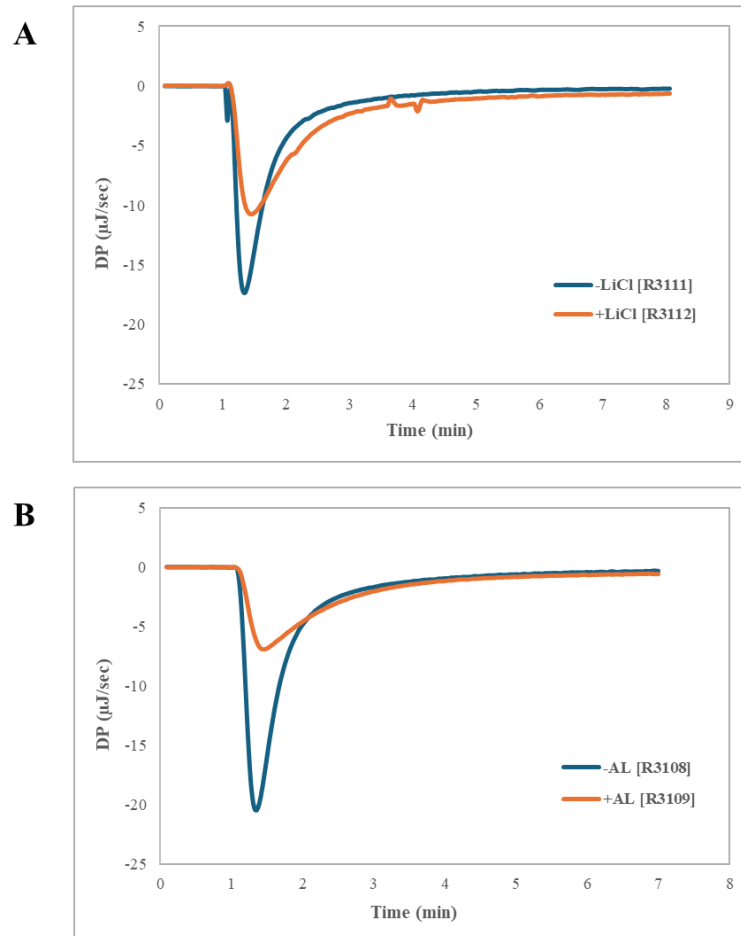 A
5
0
-5
-10
-15
-20
-25
DP (µJ/sec)
-LiCl [R3111]
+LiCl [R3112]
0 1 2 3 4 5 6 7 8 9
Time (min)
B
5
0
-5
-10
-15
-20
-25
DP (µJ/sec)
-AL [R3108]
+AL [R3109]
0 1 2 3 4 5 6 7 8
Time (min)